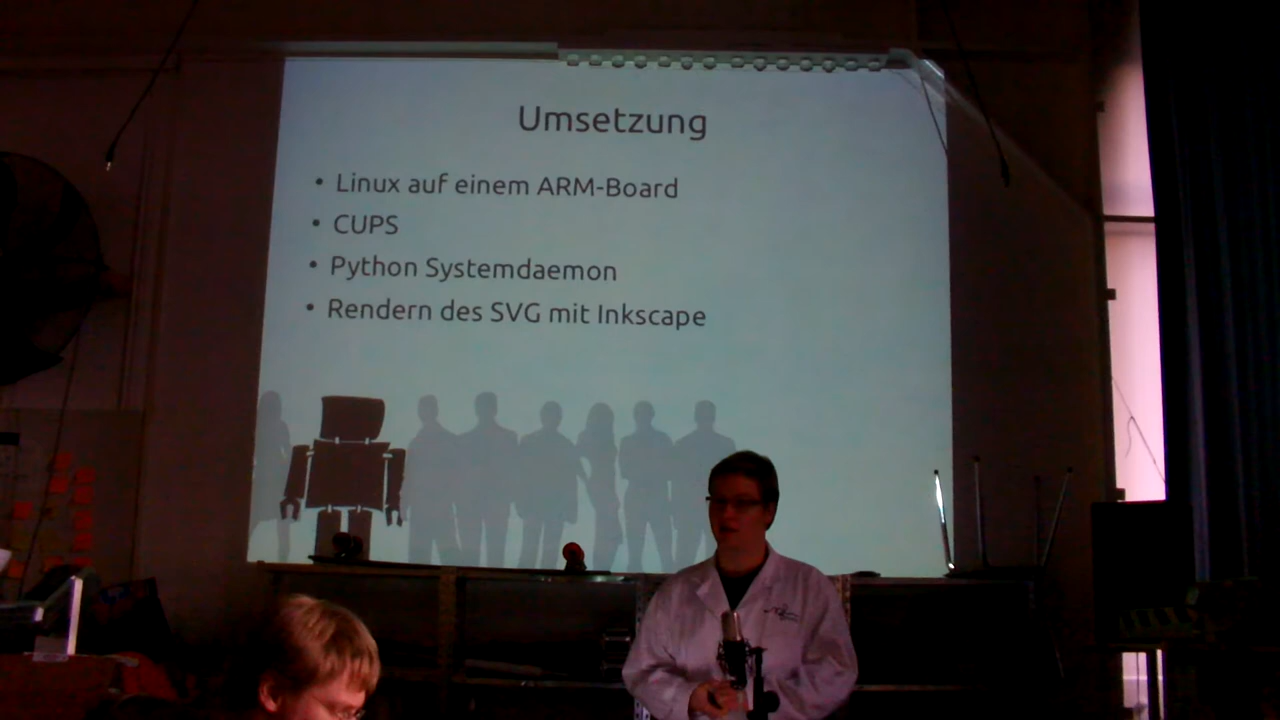 Umsetzung
• Linux auf einem ARM-Board
• CUPS
• Python Systemdaemon
• Rendern des SVG mit Inkscape